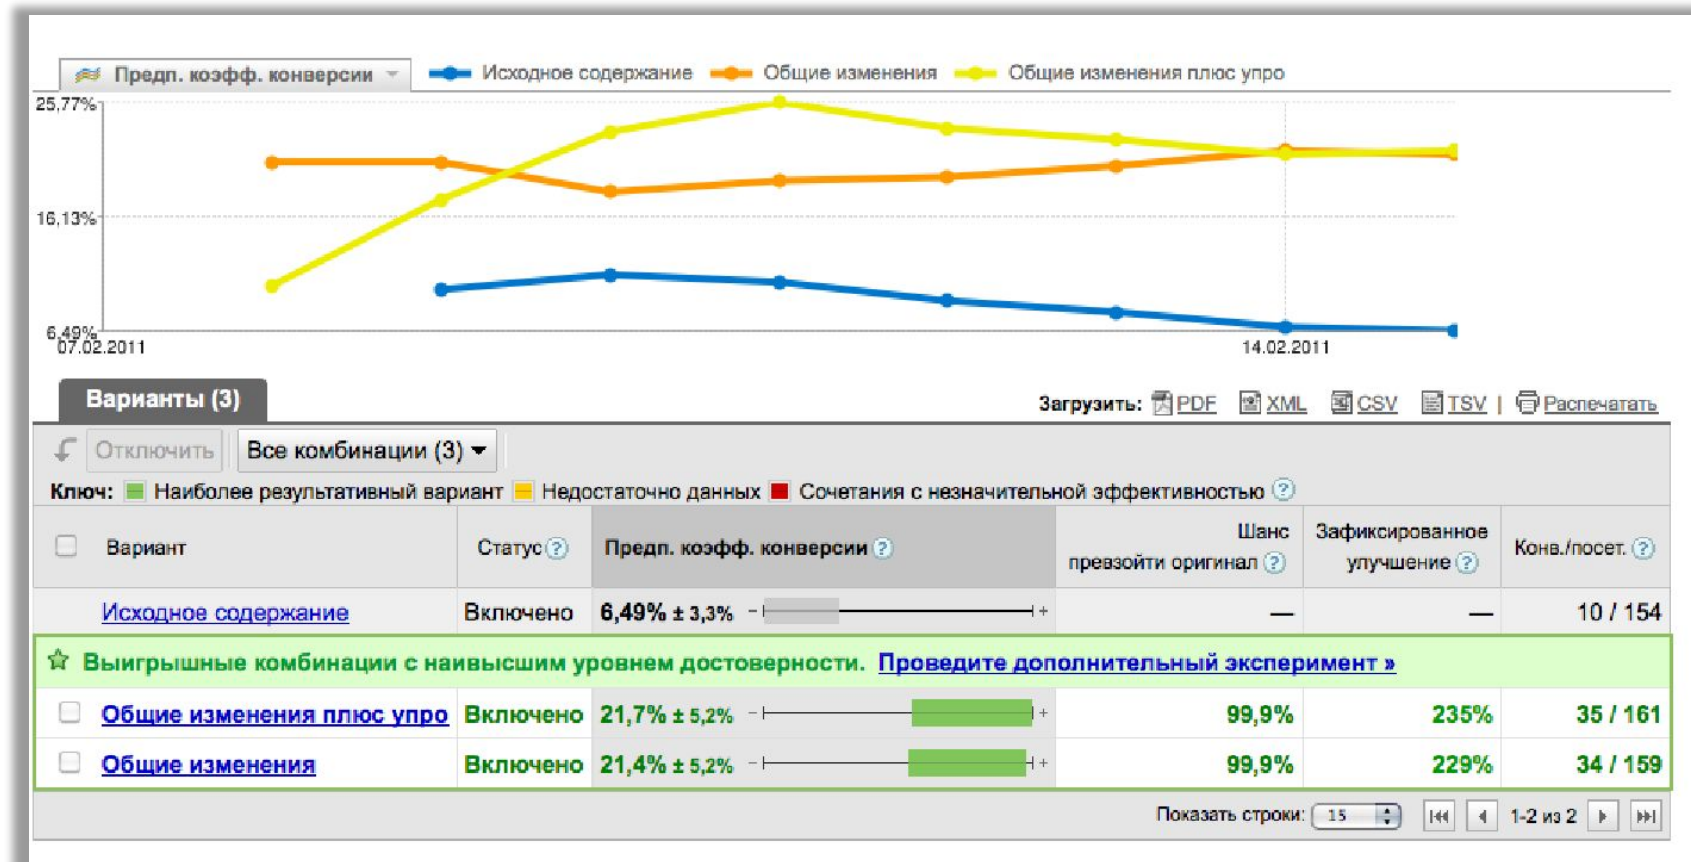 Предп. коэфф. конверсии Исходное содержание Общие изменения Общие изменения плюс упро
25,77%
16,13%
6,49%
07.02.2011 14.02.2011
Варианты (3) Загрузить: PDF XML CSV TSV | Распечатать
Отключить Все комбинации (3)
Ключ: Наиболее результативный вариант Недостаточно данных Сочетания с незначительной эффективностью ?
Вариант Статус ? Предп. коэфф. конверсии ? Шанс превзойти оригинал ? Зафиксированное улучшение ? Конв./посет. ?
Исходное содержание Включено 6,49% ± 3,3% - + — — 10 / 154
Выигрышные комбинации с наивысшим уровнем достоверности. Проведите дополнительный эксперимент »
Общие изменения плюс упро Включено 21,7% ± 5,2% - + 99,9% 235% 35 / 161
Общие изменения Включено 21,4% ± 5,2% - + 99,9% 229% 34 / 159
Показать строки: 15 1-2 из 2